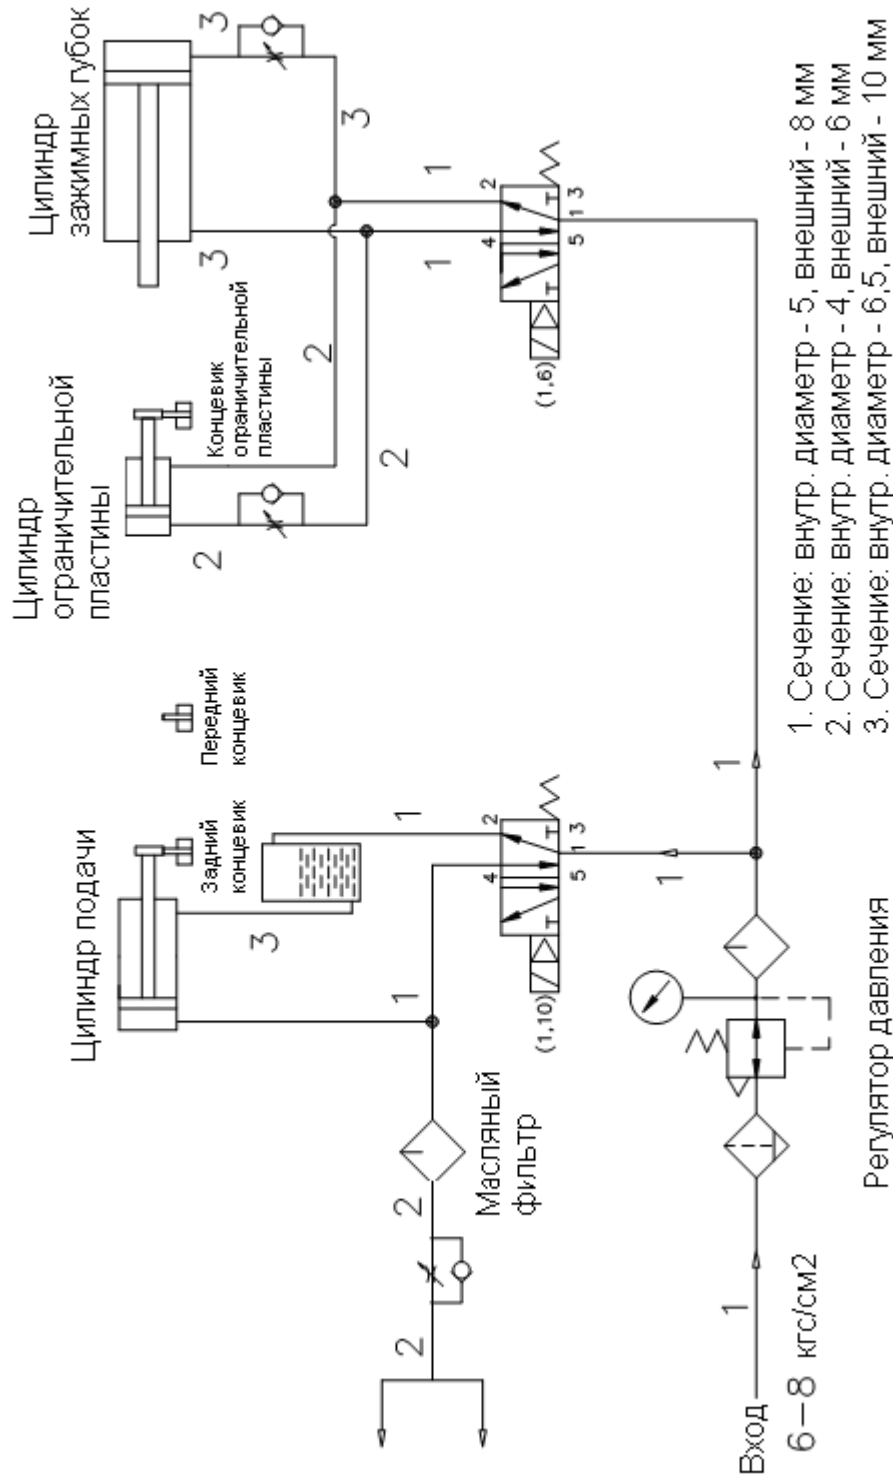 Цилиндр
зажимных губок
3
3
3
1
1
2
4
2
5
1
3
(1,6)
Цилиндр
ограничительной
пластины
Концевик
ограничительной
пластины
2
2
2
Цилиндр подачи
Задний
концевик
Передний
концевик
3
1
1
4
2
5
1
3
(1,10)
Масляный
фильтр
2
2
1
1
Вход
1
6-8 кгс/см2
Регулятор давления
1. Сечение: внутр. диаметр - 5, внешний - 8 мм
2. Сечение: внутр. диаметр - 4, внешний - 6 мм
3. Сечение: внутр. диаметр - 6,5, внешний - 10 мм